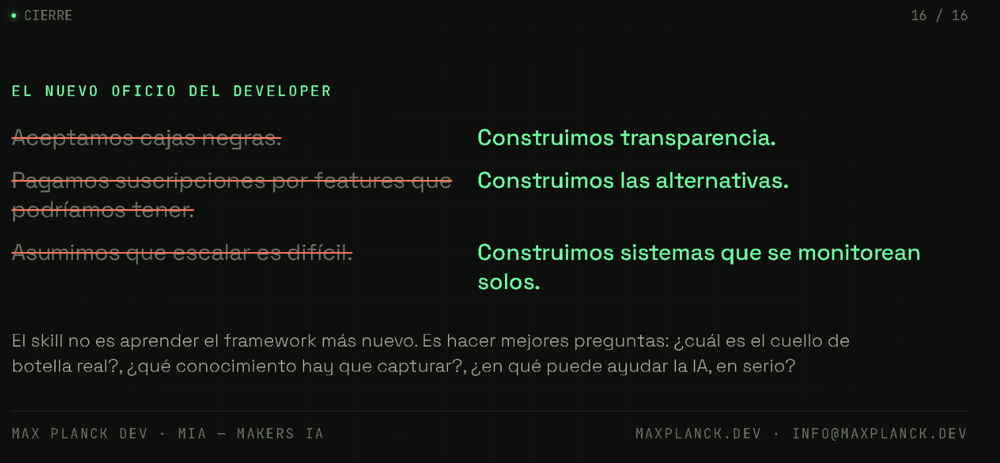 CIERRE
16 / 16
EL NUEVO OFICIO DEL DEVELOPER
Aceptamos cajas negras.
Construimos transparencia.
Pagamos suscripciones por features que
podríamos tener.
Construimos las alternativas.
Asumimos que escalar es difícil.
Construimos sistemas que se monitorean
solos.
El skill no es aprender el framework más nuevo. Es hacer mejores preguntas: ¿cuál es el cuello de
botella real?, ¿qué conocimiento hay que capturar?, ¿en qué puede ayudar la IA, en serio?
MAX PLANCK DEV · MIA — MAKERS IA
MAXPLANCK.DEV · INFO@MAXPLANCK.DEV